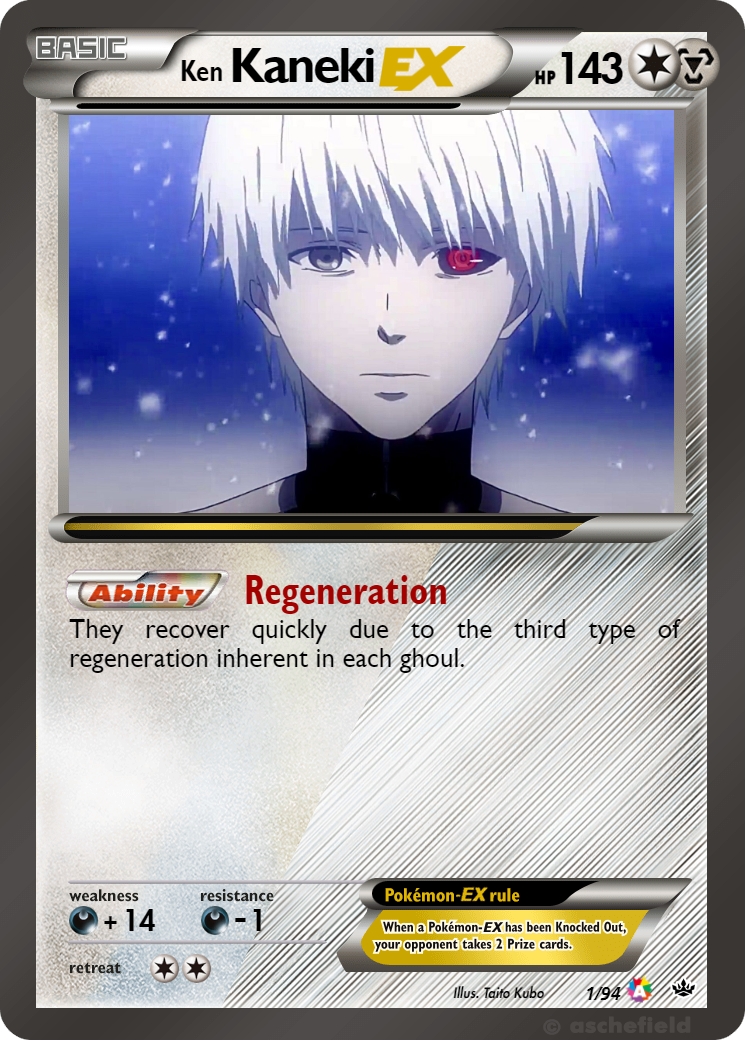 BASIC
Ken Kaneki EX HP 143
Ability Regeneration
They recover quickly due to the third type of
regeneration inherent in each ghoul.
weakness resistance
+ 14 - 1
retreat
Pokémon-EX rule
When a Pokémon-EX has been Knocked Out,
your opponent takes 2 Prize cards.
Illus. Taito Kubo 1/94 A
© aschefield